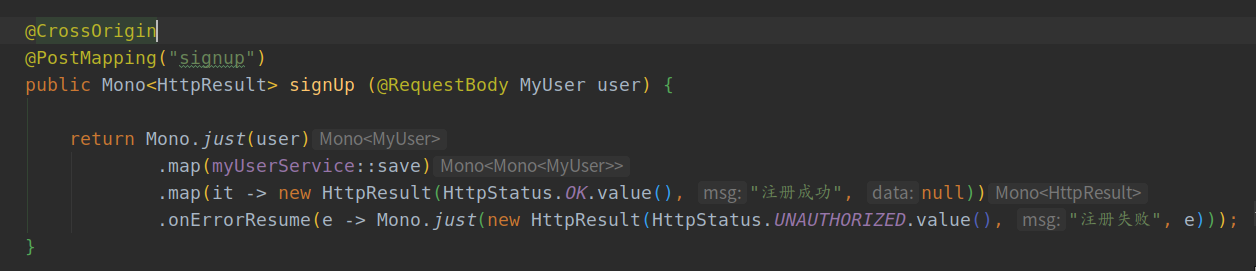 @CrossOrigin
@PostMapping("signup")
public Mono<HttpResult> signUp (@RequestBody MyUser user) {
return Mono.just(user) Mono<MyUser>
.map(myUserService::save) Mono<Mono<MyUser>>
.map(it -> new HttpResult(HttpStatus.OK.value(), msg: "注册成功", data: null)) Mono<HttpResult>
.onErrorResume(e -> Mono.just(new HttpResult(HttpStatus.UNAUTHORIZED.value(), msg: "注册失败", e)));
}